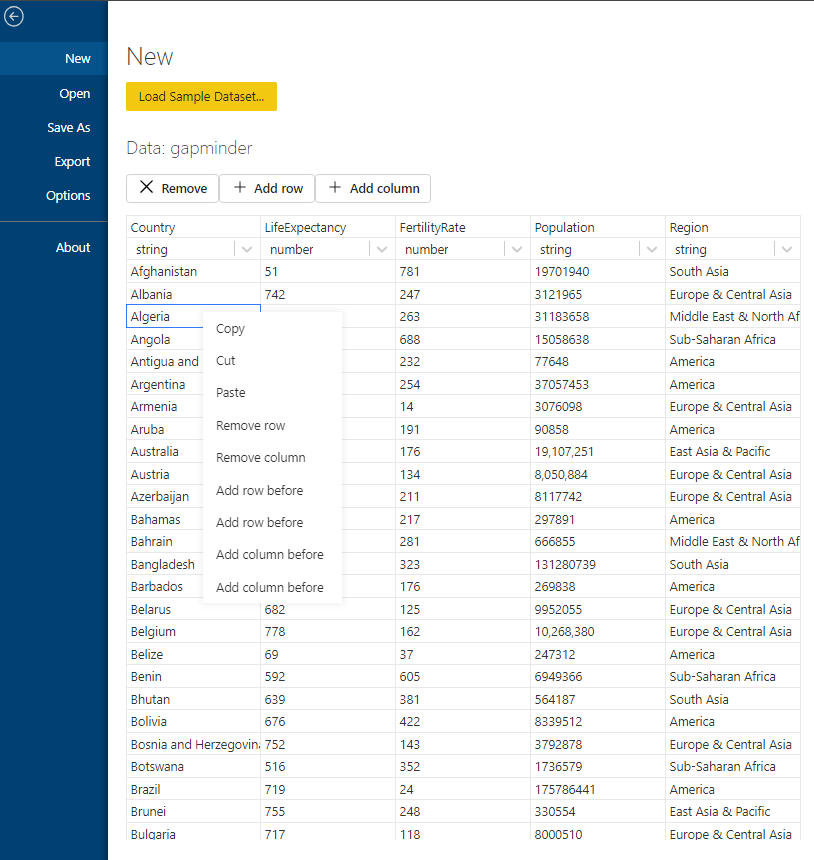 New
Open
Save As
Export
Options
About
New
Load Sample Dataset...
Data: gapminder
Remove Add row Add column
Country LifeExpectancy FertilityRate Population Region
string number number string string
Afghanistan 51 781 19701940 South Asia
Albania 742 247 3121965 Europe & Central Asia
Algeria 263 31183658 Middle East & North Af
Angola 688 15058638 Sub-Saharan Africa
Antigua and 232 77648 America
Argentina 254 37057453 America
Armenia 14 3076098 Europe & Central Asia
Aruba 191 90858 America
Australia 176 19,107,251 East Asia & Pacific
Austria 134 8,050,884 Europe & Central Asia
Azerbaijan 211 8117742 Europe & Central Asia
Bahamas 217 297891 America
Bahrain 281 666855 Middle East & North Af
Bangladesh 323 131280739 South Asia
Barbados 176 269838 America
Belarus 682 125 9952055 Europe & Central Asia
Belgium 778 162 10,268,380 Europe & Central Asia
Belize 69 37 247312 America
Benin 592 605 6949366 Sub-Saharan Africa
Bhutan 639 381 564187 South Asia
Bolivia 676 422 8339512 America
Bosnia and Herzegovina 752 143 3792878 Europe & Central Asia
Botswana 516 352 1736579 Sub-Saharan Africa
Brazil 719 24 175786441 America
Brunei 755 248 330554 East Asia & Pacific
Bulgaria 717 118 8000510 Europe & Central Asia
Copy
Cut
Paste
Remove row
Remove column
Add row before
Add row before
Add column before
Add column before